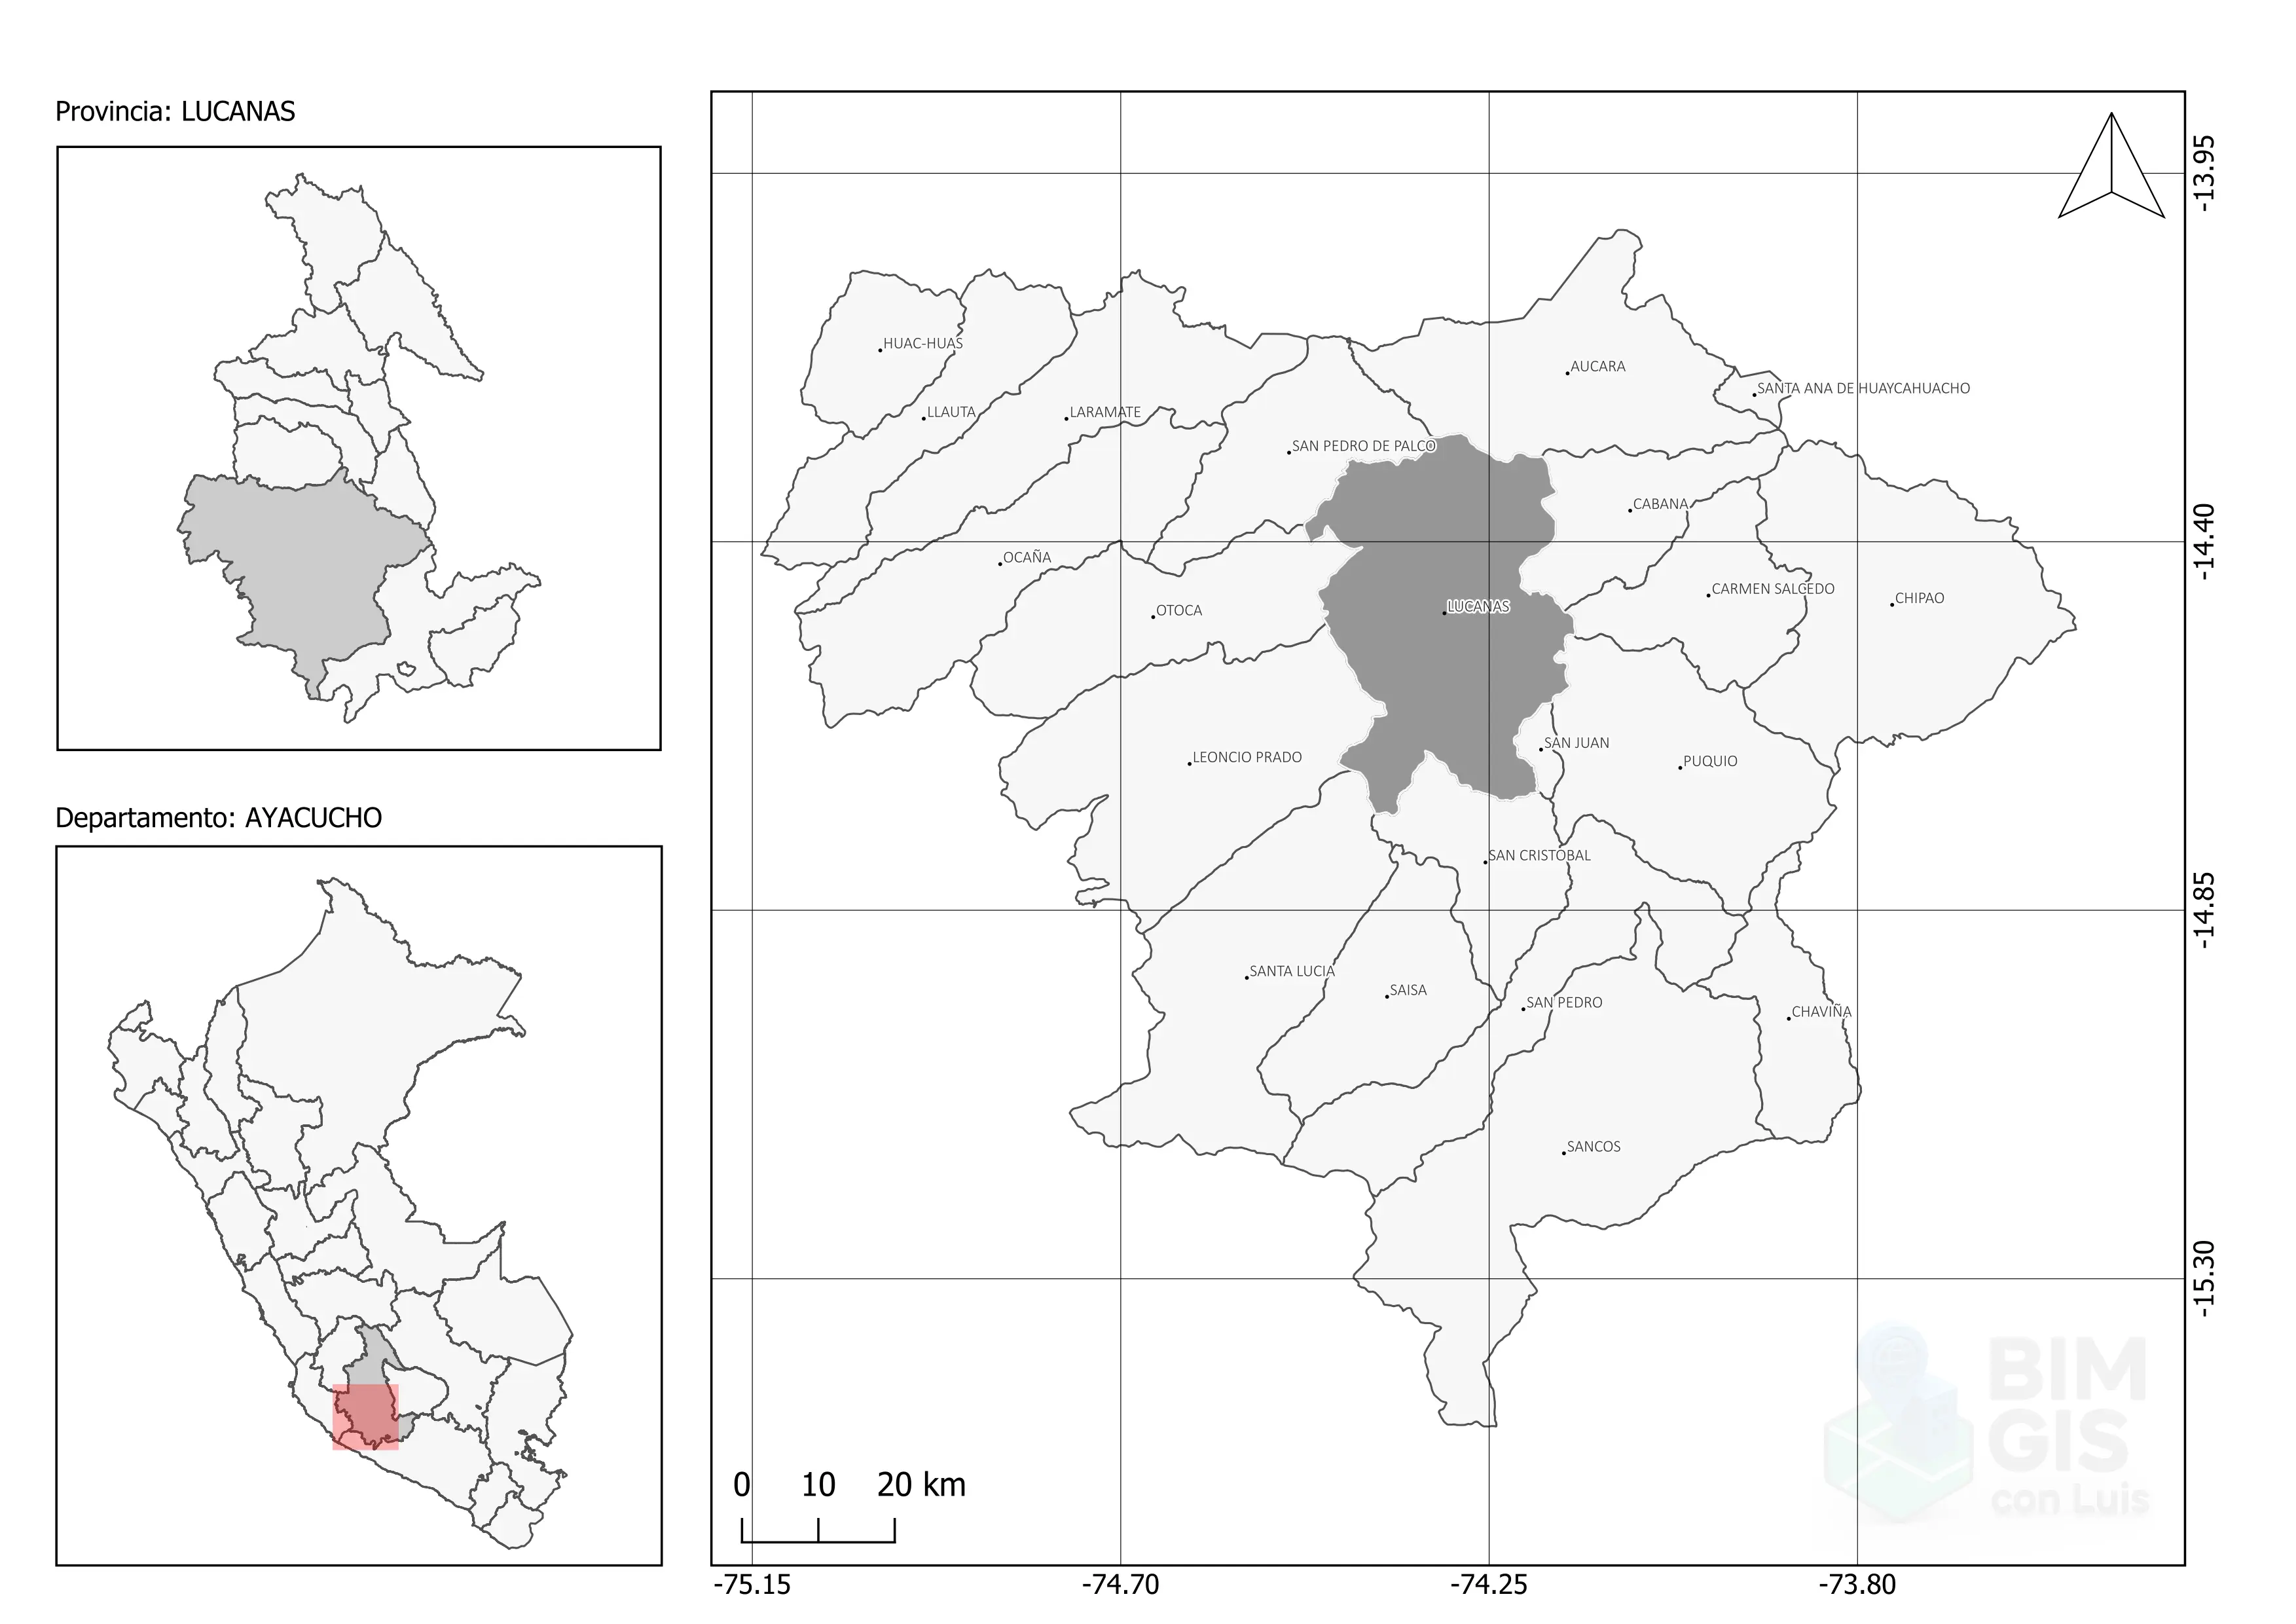 Provincia: LUCANAS
Departamento: AYACUCHO
HUAC-HUAS
AUCARA
SANTA ANA DE HUAYCAHUACHO
LLAUTA
LARAMATE
SAN PEDRO DE PALCO
CABANA
OCAÑA
CARMEN SALCEDO
CHIPAO
OTOCA
LUCANAS
SAN JUAN
LEONCIO PRADO
PUQUIO
SAN CRISTOBAL
SANTA LUCIA
SAISA
SAN PEDRO
CHAVIÑA
SANCOS
-13.95
-14.40
-14.85
-15.30
0 10 20 km
-75.15 -74.70 -74.25 -73.80
BIM
GIS
con Luis